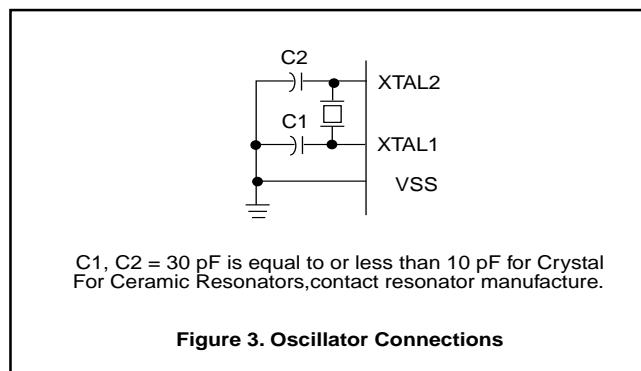 C2
XTAL2
C1
XTAL1
VSS
C1, C2 = 30 pF is equal to or less than 10 pF for Crystal
For Ceramic Resonators,contact resonator manufacture.
Figure 3. Oscillator Connections